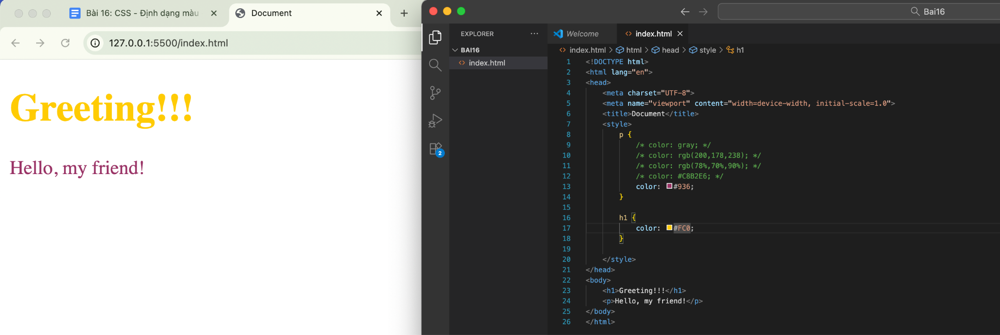 Bài 16: CSS - Định dạng màu
Document
127.0.0.1:5500/index.html
Greeting!!!
Hello, my friend!
Bai16
EXPLORER
BAI16
index.html
2
Welcome
index.html
index.html > html > head > style > h1
1 <!DOCTYPE html>
2 <html lang="en">
3 <head>
4 <meta charset="UTF-8">
5 <meta name="viewport" content="width=device-width, initial-scale=1.0">
6 <title>Document</title>
7 <style>
8 p {
9 /* color: gray; */
10 /* color: rgb(200,178,238); */
11 /* color: rgb(78%,70%,90%); */
12 /* color: #C8B2E6; */
13 color: #936;
14 }
15
16 h1 {
17 color: #FC0;
18 }
19
20 </style>
21 </head>
22 <body>
23 <h1>Greeting!!!</h1>
24 <p>Hello, my friend!</p>
25 </body>
26 </html>